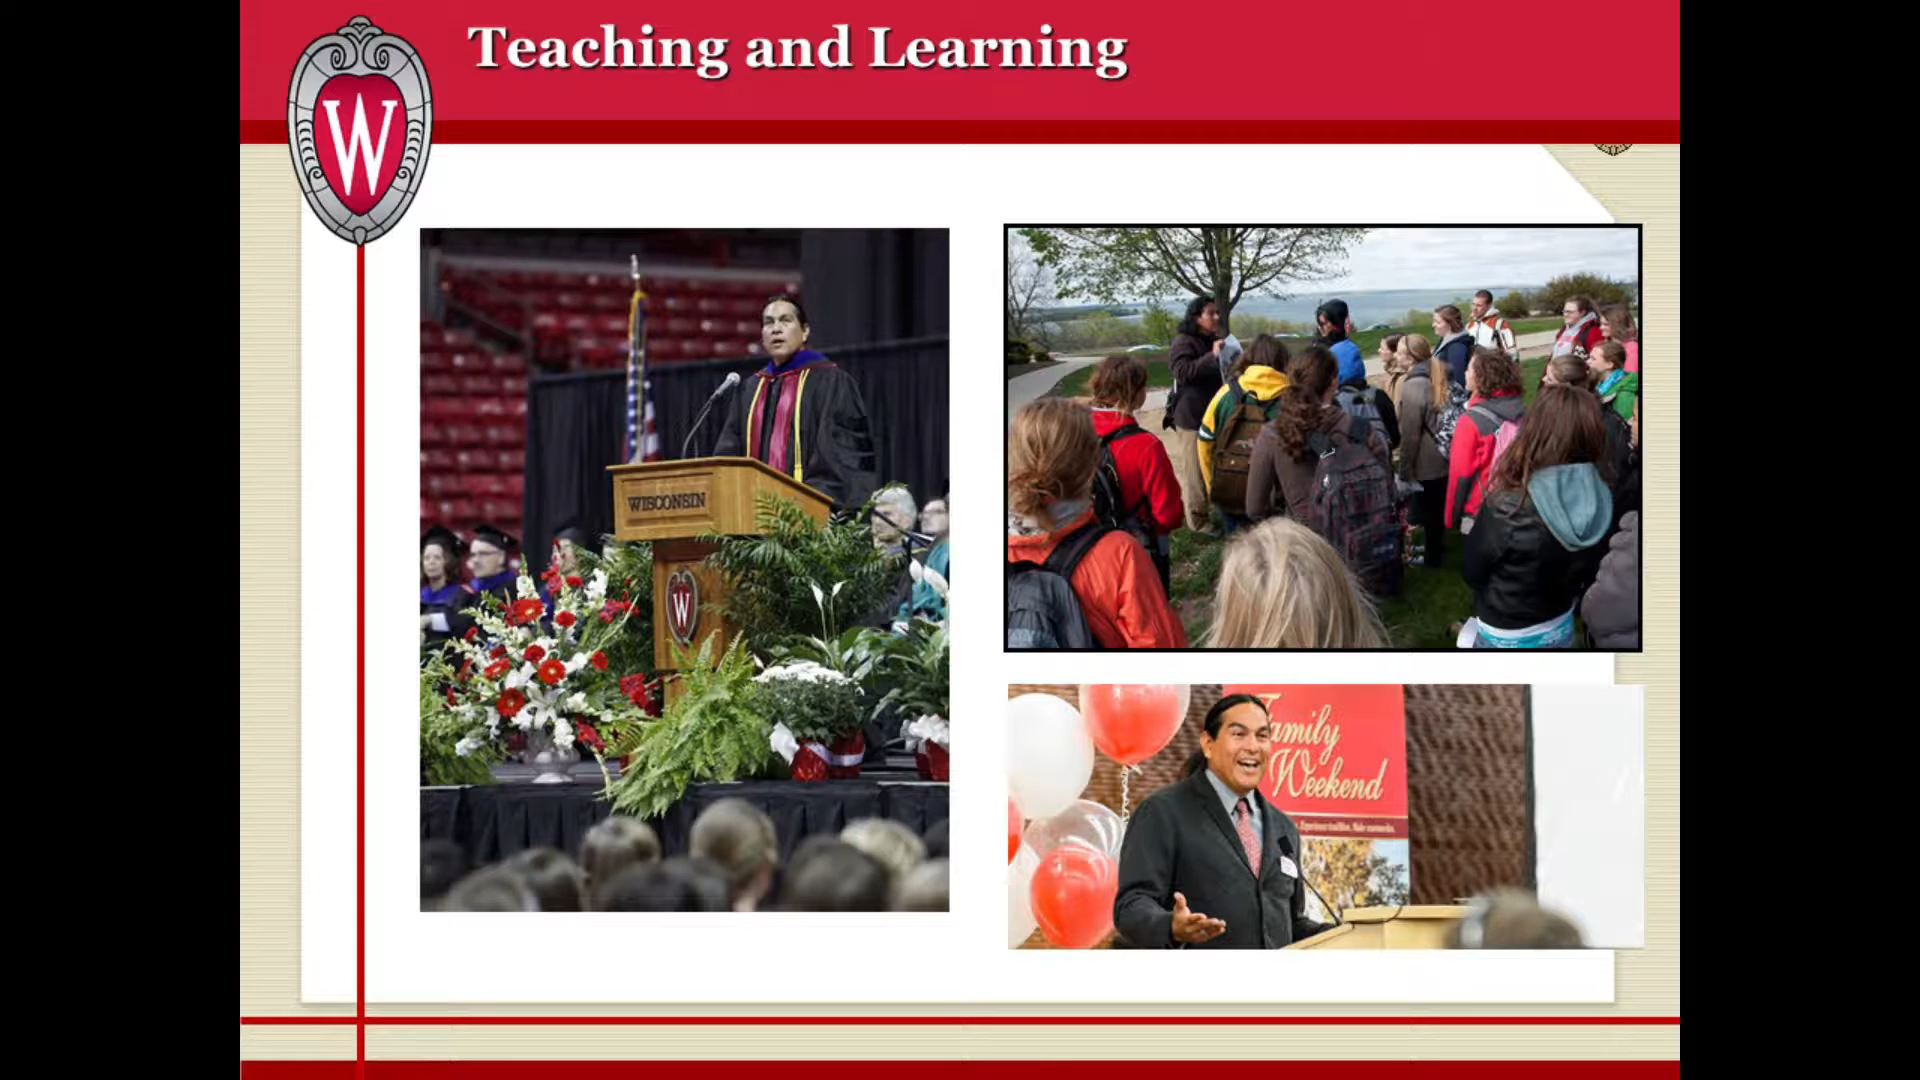 Teaching and Learning
W
WISCONSIN
W
Family
Weekend